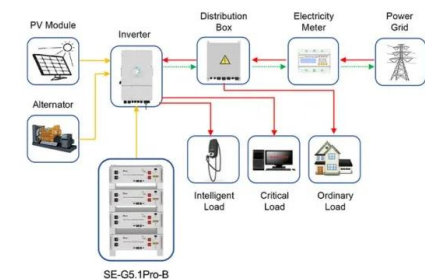 PV Module
Inverter
Distribution
Box
Electricity
Meter
Power
Grid
Alternator
Intelligent
Load
Critical
Load
Ordinary
Load
SE-G5.1Pro-B